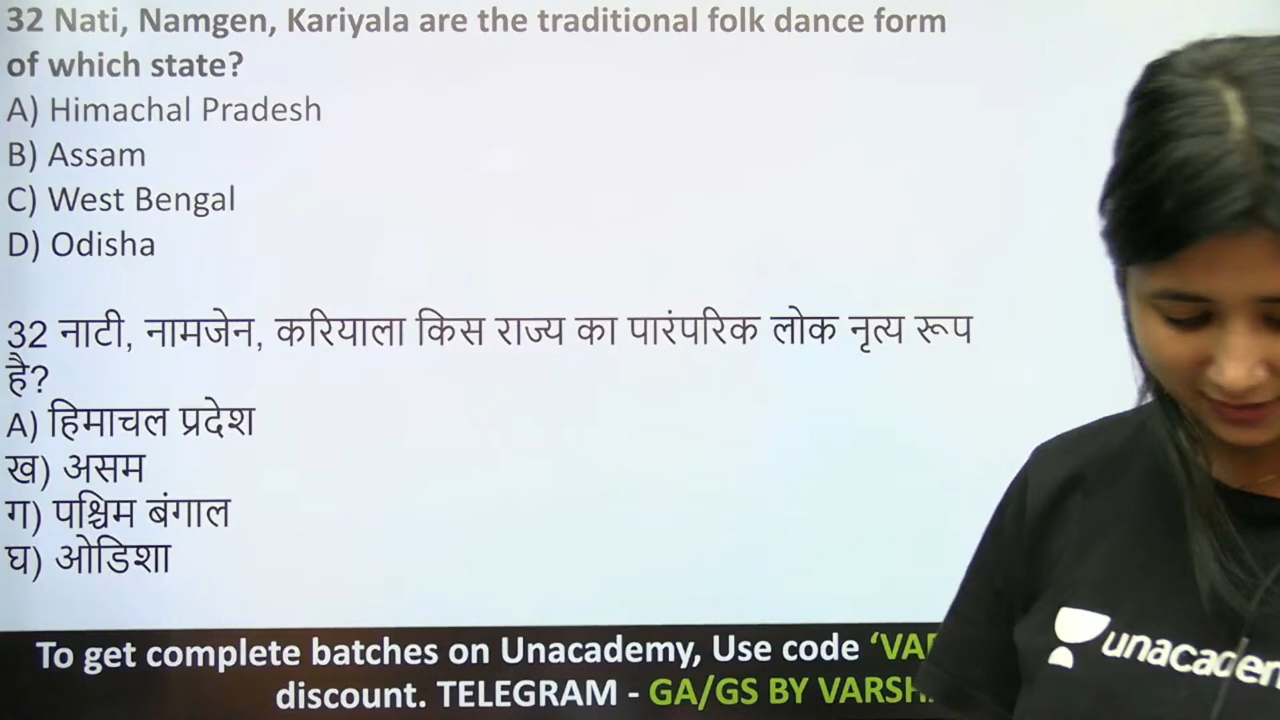 32 Nati, Namgen, Kariyala are the traditional folk dance form
of which state?
A) Himachal Pradesh
B) Assam
C) West Bengal
D) Odisha
32 नाटी, नामजेन, करियाला किस राज्य का पारंपरिक लोक नृत्य रूप
है?
A) हिमाचल प्रदेश
ख) असम
ग) पश्चिम बंगाल
घ) ओडिशा
To get complete batches on Unacademy, Use code
discount. TELEGRAM - GA/GS BY